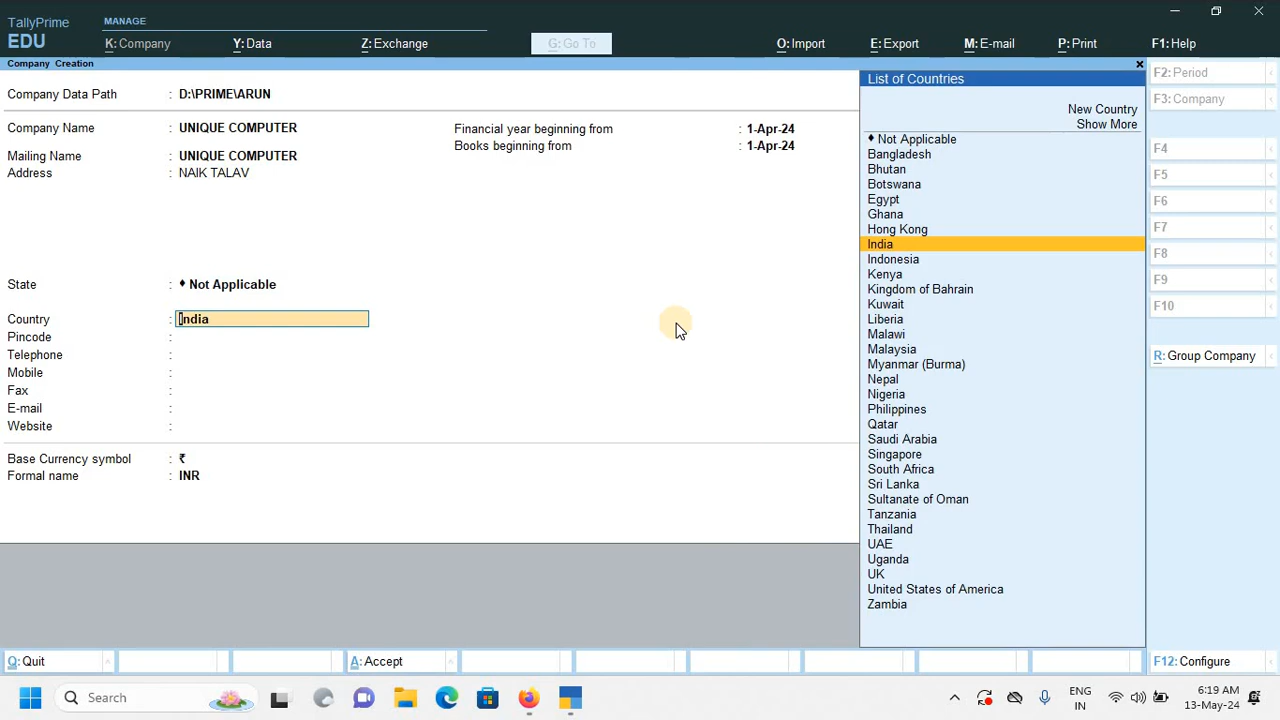 TallyPrime
EDU
MANAGE
K: Company
Y: Data
Z: Exchange
G: Go To
O: Import
E: Export
M: E-mail
P: Print
F1: Help
Company Creation
Company Data Path : D:\PRIME\ARUN
Company Name : UNIQUE COMPUTER
Financial year beginning from : 1-Apr-24
Books beginning from : 1-Apr-24
Mailing Name : UNIQUE COMPUTER
Address : NAIK TALAV
State : ♦ Not Applicable
Country : India
Pincode :
Telephone :
Mobile :
Fax :
E-mail :
Website :
Base Currency symbol : ₹
Formal name : INR
List of Countries
New Country
Show More
♦ Not Applicable
Bangladesh
Bhutan
Botswana
Egypt
Ghana
Hong Kong
India
Indonesia
Kenya
Kingdom of Bahrain
Kuwait
Liberia
Malawi
Malaysia
Myanmar (Burma)
Nepal
Nigeria
Philippines
Qatar
Saudi Arabia
Singapore
South Africa
Sri Lanka
Sultanate of Oman
Tanzania
Thailand
UAE
Uganda
UK
United States of America
Zambia
F2: Period
F3: Company
F4
F5
F6
F7
F8
F9
F10
R: Group Company
Q: Quit
A: Accept
F12: Configure
Search
ENG
IN
6:19 AM
13-May-24